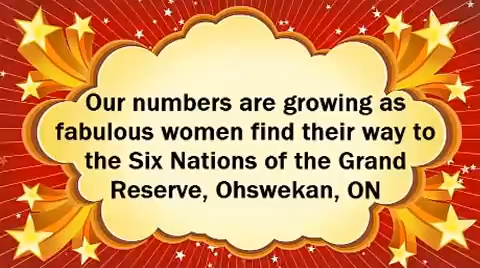 Our numbers are growing as
fabulous women find their way to
the Six Nations of the Grand
Reserve, Ohswekan, ON